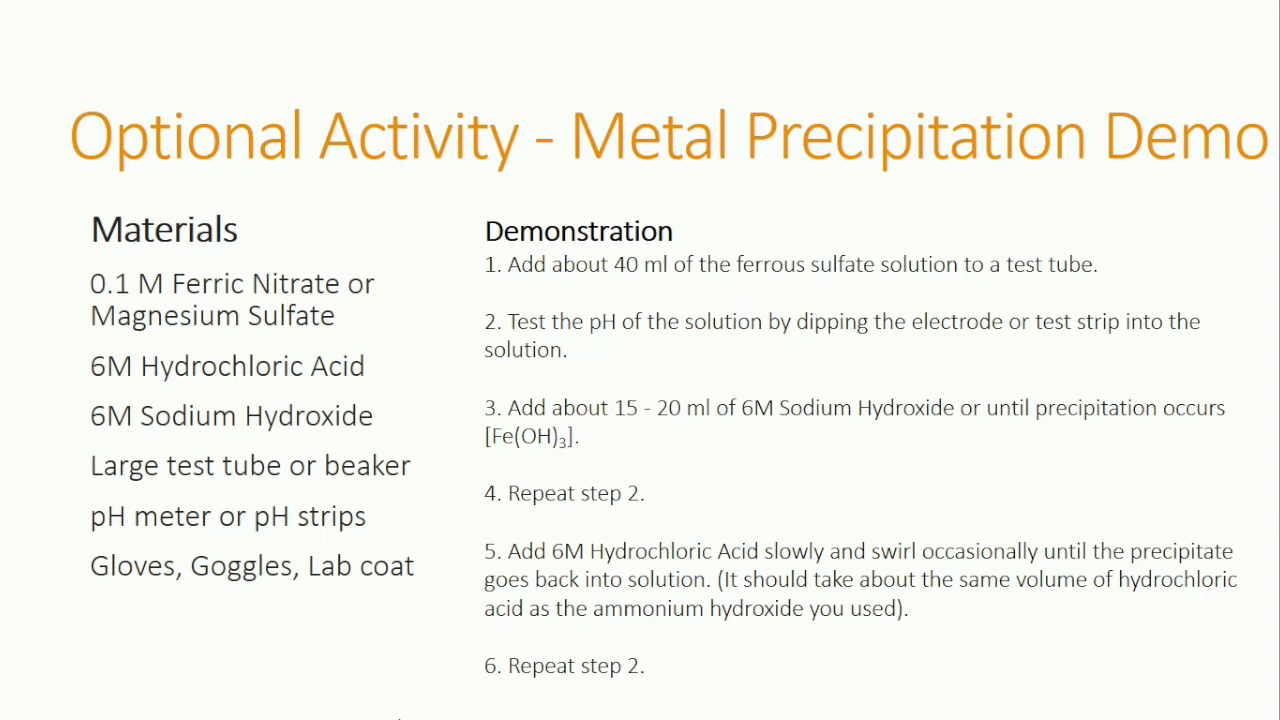 Optional Activity - Metal Precipitation Demo
Materials
0.1 M Ferric Nitrate or
Magnesium Sulfate
6M Hydrochloric Acid
6M Sodium Hydroxide
Large test tube or beaker
pH meter or pH strips
Gloves, Goggles, Lab coat
Demonstration
1. Add about 40 ml of the ferrous sulfate solution to a test tube.
2. Test the pH of the solution by dipping the electrode or test strip into the
solution.
3. Add about 15 - 20 ml of 6M Sodium Hydroxide or until precipitation occurs
[Fe(OH)₃].
4. Repeat step 2.
5. Add 6M Hydrochloric Acid slowly and swirl occasionally until the precipitate
goes back into solution. (It should take about the same volume of hydrochloric
acid as the ammonium hydroxide you used).
6. Repeat step 2.